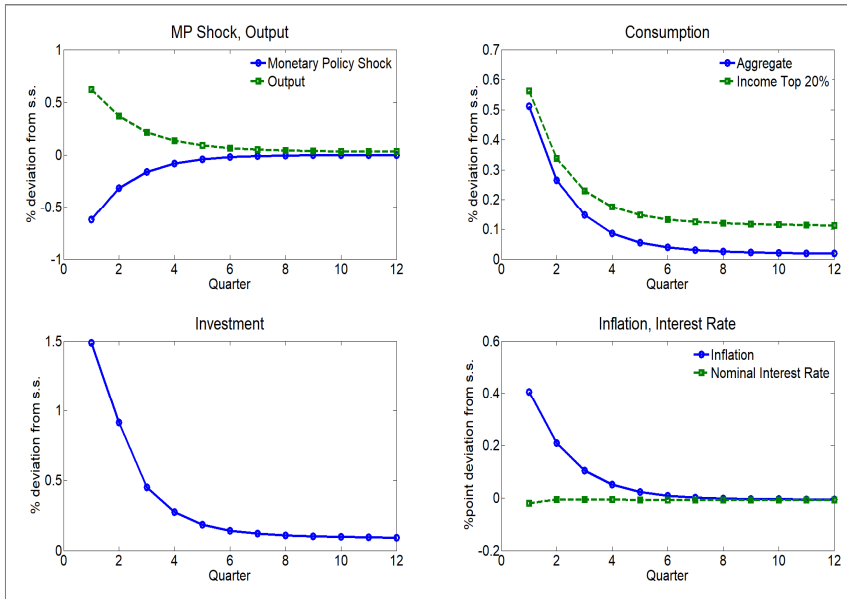 MP Shock, Output
1
0.5
0
-0.5
-1
% deviation from s.s.
Monetary Policy Shock
Output
0 2 4 6 8 10 12
Quarter
Consumption
0.7
0.6
0.5
0.4
0.3
0.2
0.1
0
% deviation from s.s.
Aggregate
Income Top 20%
0 2 4 6 8 10 12
Quarter
Investment
1.5
1
0.5
0
% deviation from s.s.
0 2 4 6 8 10 12
Quarter
Inflation, Interest Rate
0.6
0.4
0.2
0
-0.2
%point deviation from s.s.
Inflation
Nominal Interest Rate
0 2 4 6 8 10 12
Quarter